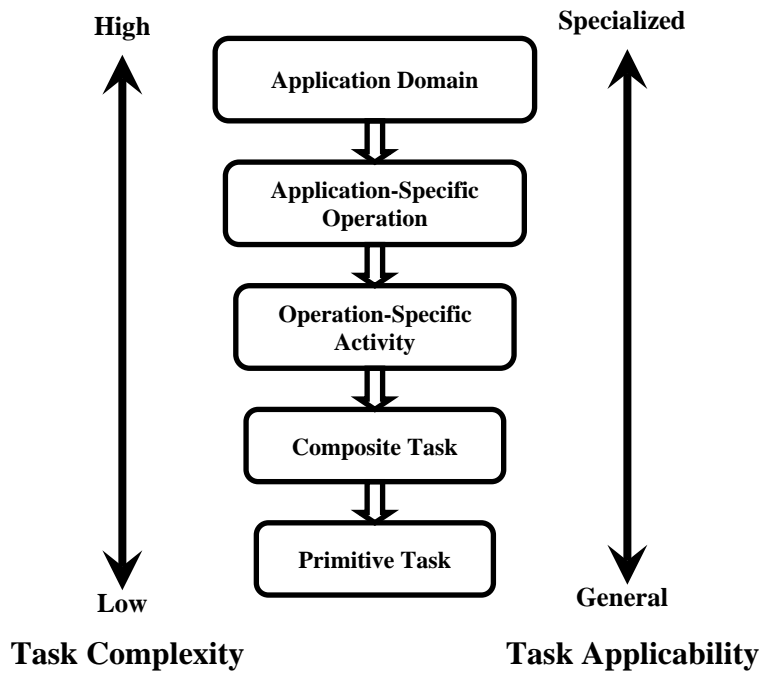 High
Specialized
Application Domain
Application-Specific
Operation
Operation-Specific
Activity
Composite Task
Primitive Task
Low
General
Task Complexity
Task Applicability